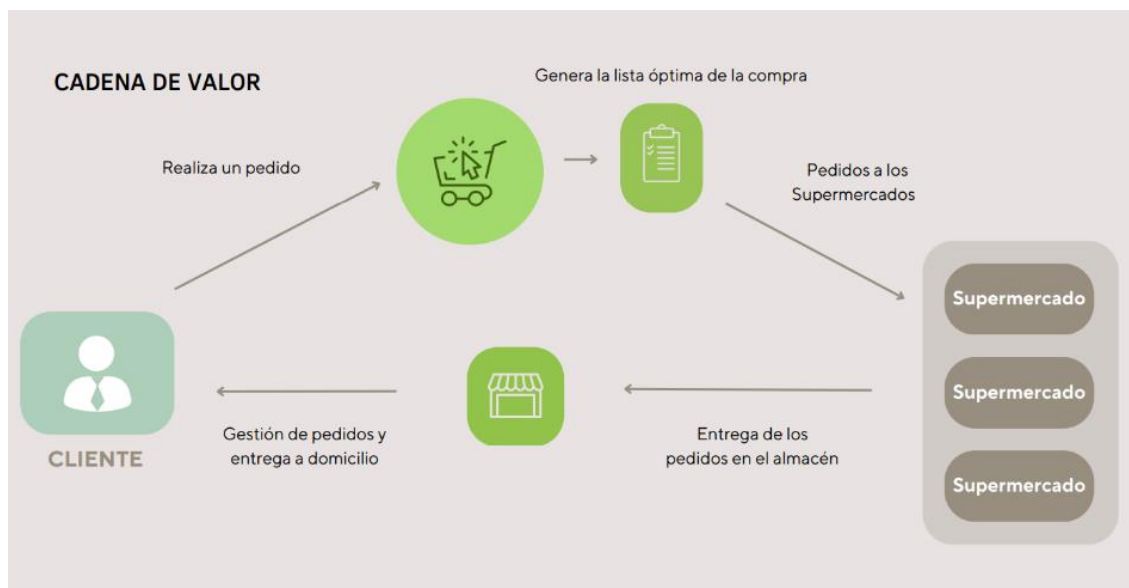 CADENA DE VALOR
Genera la lista óptima de la compra
Realiza un pedido
Pedidos a los
Supermercados
Supermercado
Supermercado
Supermercado
Entrega de los
pedidos en el almacén
Gestión de pedidos y
entrega a domicilio
CLIENTE